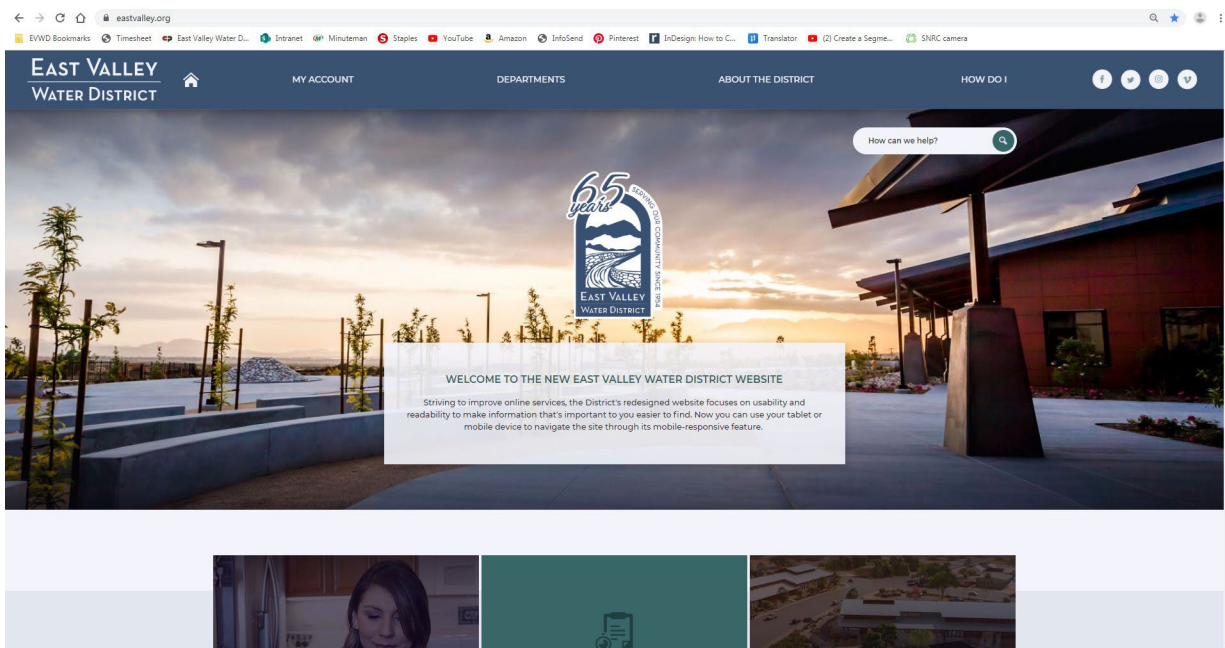 eastvalley.org
EVWD Bookmarks Timesheet East Valley Water D... Intranet Minuteman Staples YouTube Amazon InfoSend Pinterest InDesign: How to C... Translator (2) Create a Segme... SNRC camera
EAST VALLEY
WATER DISTRICT
MY ACCOUNT DEPARTMENTS ABOUT THE DISTRICT HOW DO I
How can we help?
65
years
SERVING OUR COMMUNITY SINCE 1954
EAST VALLEY
WATER DISTRICT
WELCOME TO THE NEW EAST VALLEY WATER DISTRICT WEBSITE
Striving to improve online services, the District's redesigned website focuses on usability and
readability to make information that's important to you easier to find. Now you can use your tablet or
mobile device to navigate the site through its mobile-responsive feature.